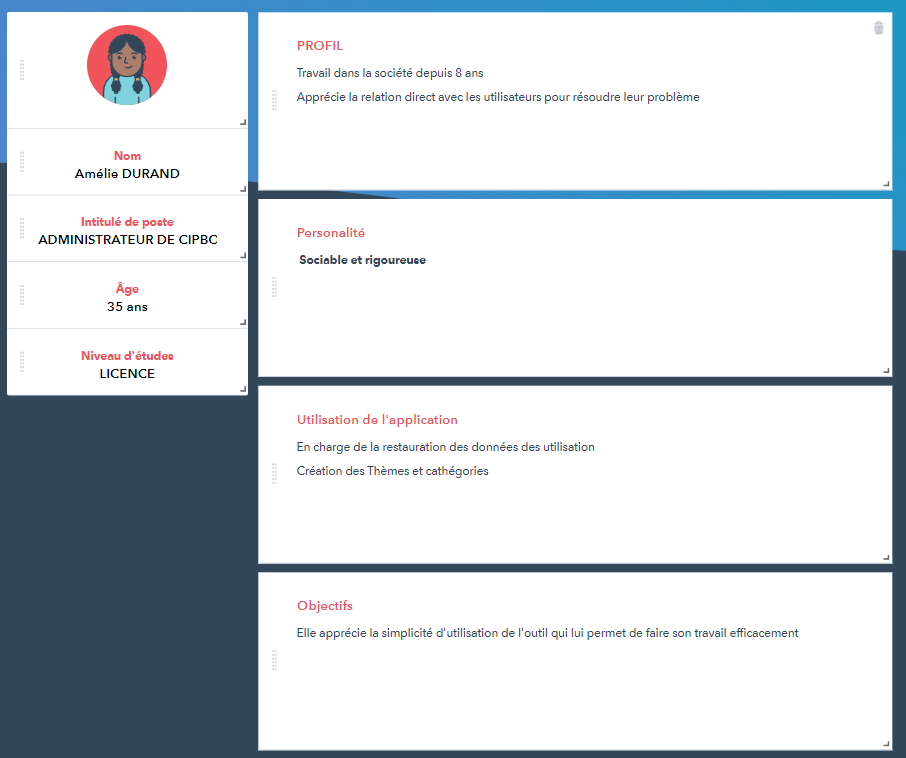 Nom
Amélie DURAND
Intitulé de poste
ADMINISTRATEUR DE CIPBC
Âge
35 ans
Niveau d'études
LICENCE
PROFIL
Travail dans la société depuis 8 ans
Apprécie la relation direct avec les utilisateurs pour résoudre leur problème
Personalité
Sociable et rigoureuse
Utilisation de l'application
En charge de la restauration des données des utilisation
Création des Thèmes et cathégories
Objectifs
Elle apprécie la simplicité d'utilisation de l'outil qui lui permet de faire son travail efficacement